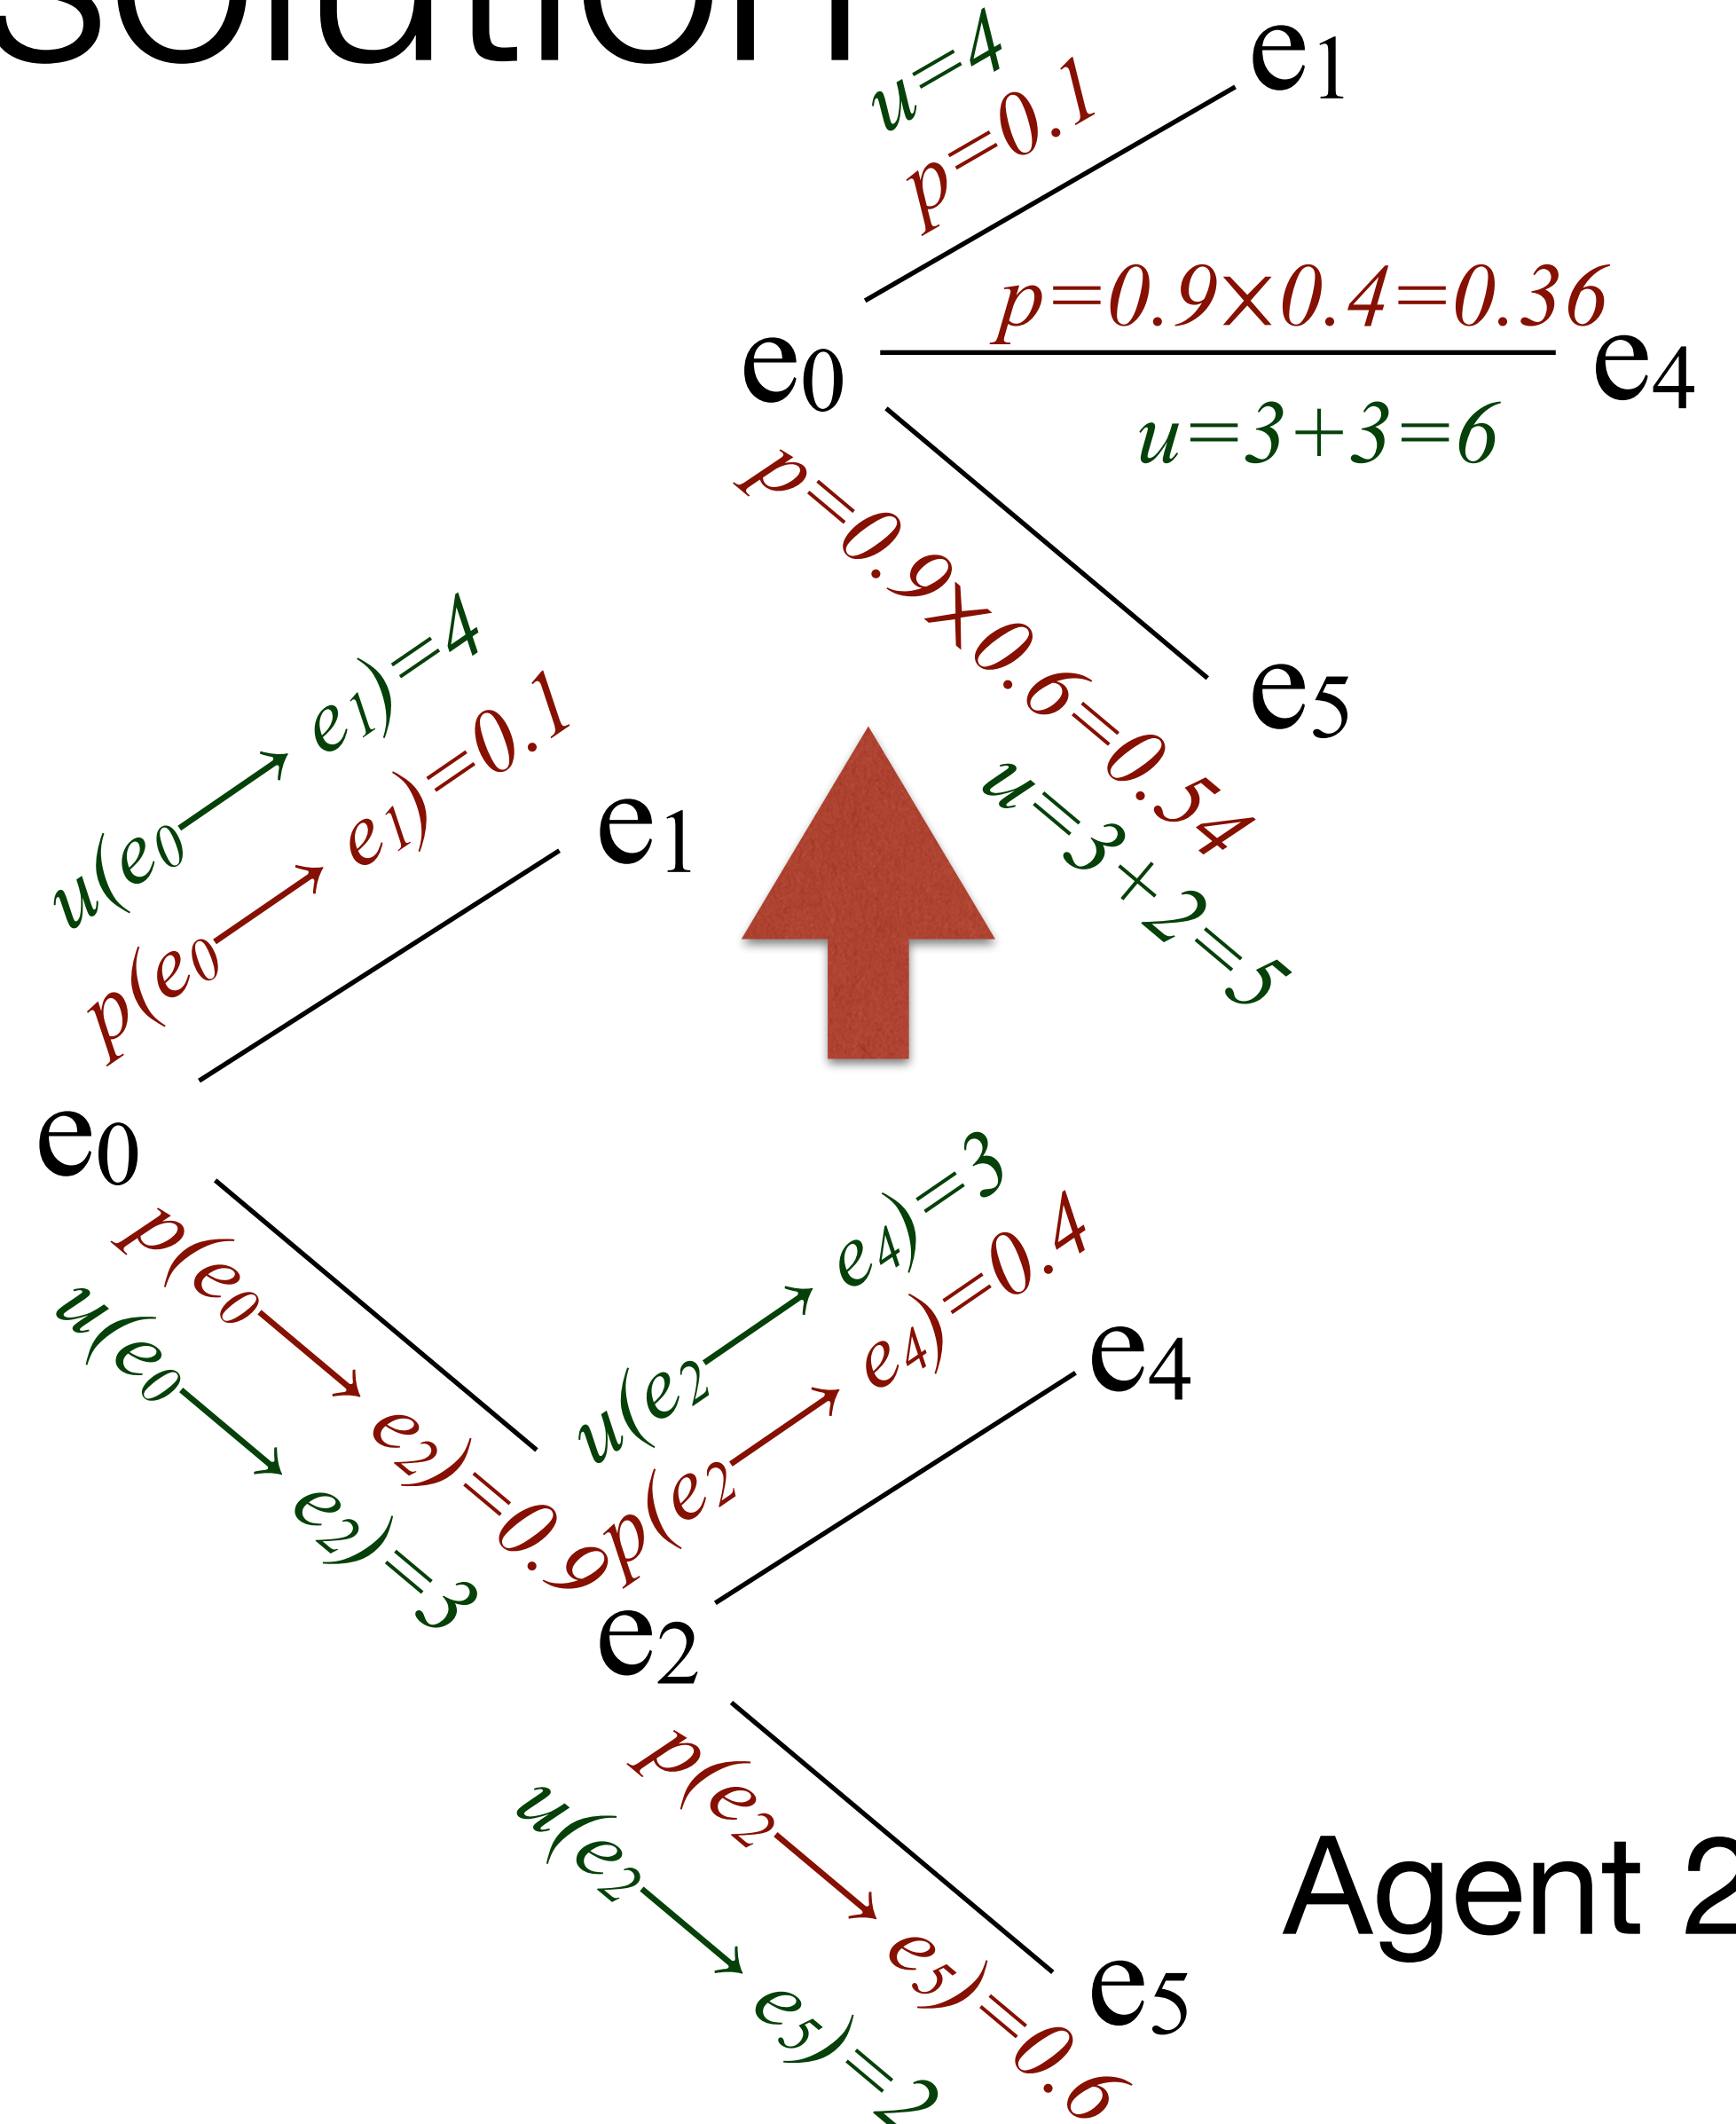 solution
u=4
p=0.1
e1
p=0.9×0.4=0.36
e0
e4
u=3+3=6
p=0.9×0.6=0.54
e5
u=3+2=5
u(e0⟶e1)=4
p(e0⟶e1)=0.1
e1
e0
p(e0⟶e2)=0.9
u(e0⟶e2)=3
u(e2⟶e4)=3
p(e2⟶e4)=0.4
e4
e2
p(e2⟶e5)=0.6
u(e2⟶e5)=2
e5
Agent 2